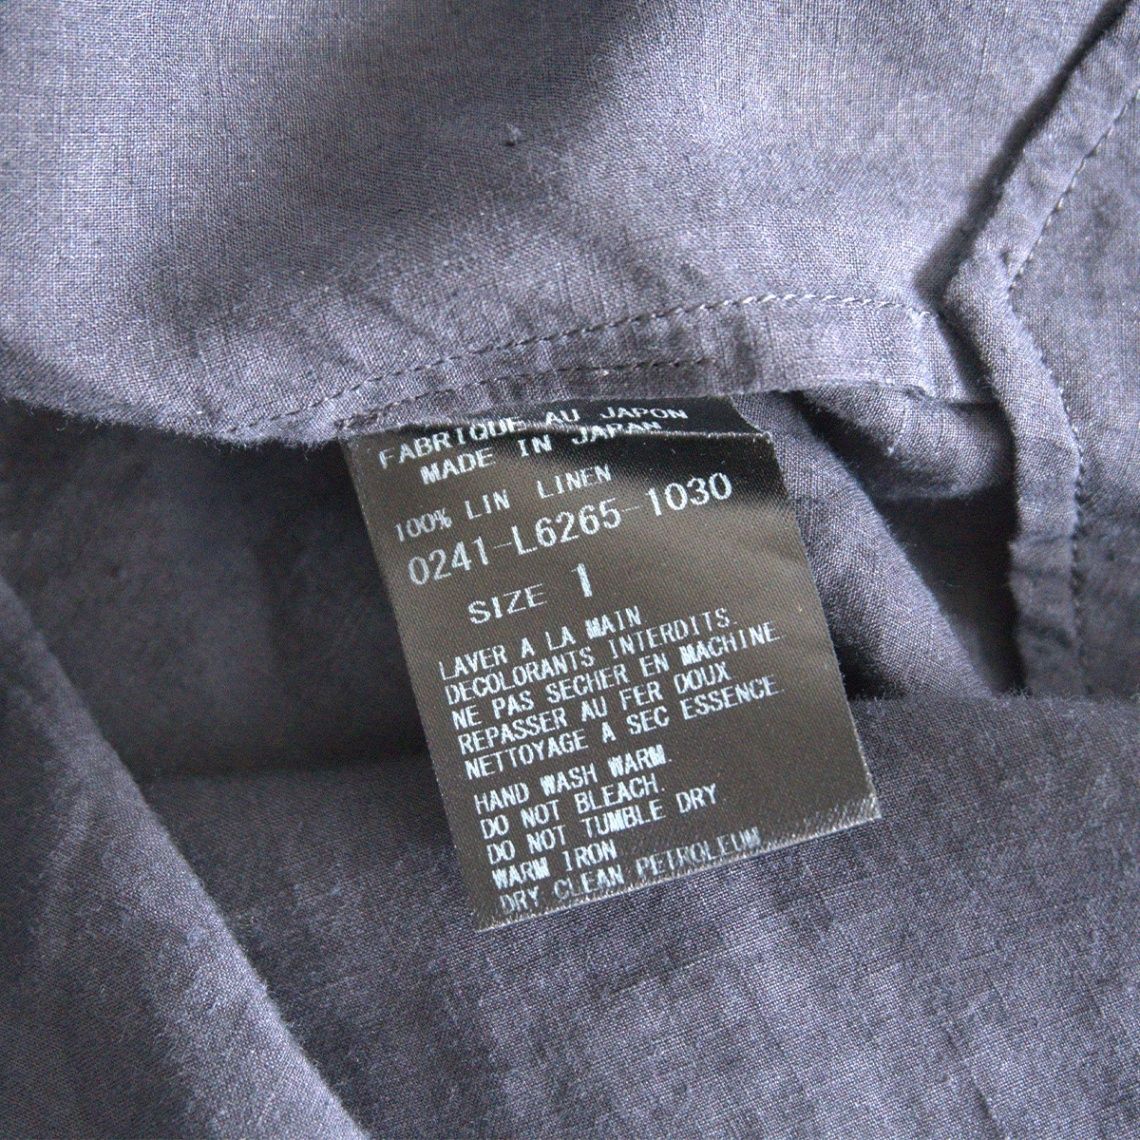 FABRIQUE AU JAPON
MADE IN JAPAN
100% LIN LINEN
0241-L6265-1030
SIZE 1
LAVER A LA MAIN
DECOLORANTS INTERDITS.
NE PAS SECHER EN MACHINE.
REPASSER AU FER DOUX
NETTOYAGE A SEC ESSENCE.
HAND WASH WARM.
DO NOT BLEACH.
DO NOT TUMBLE DRY
WARM IRON
DRY CLEAN PETROLEUM